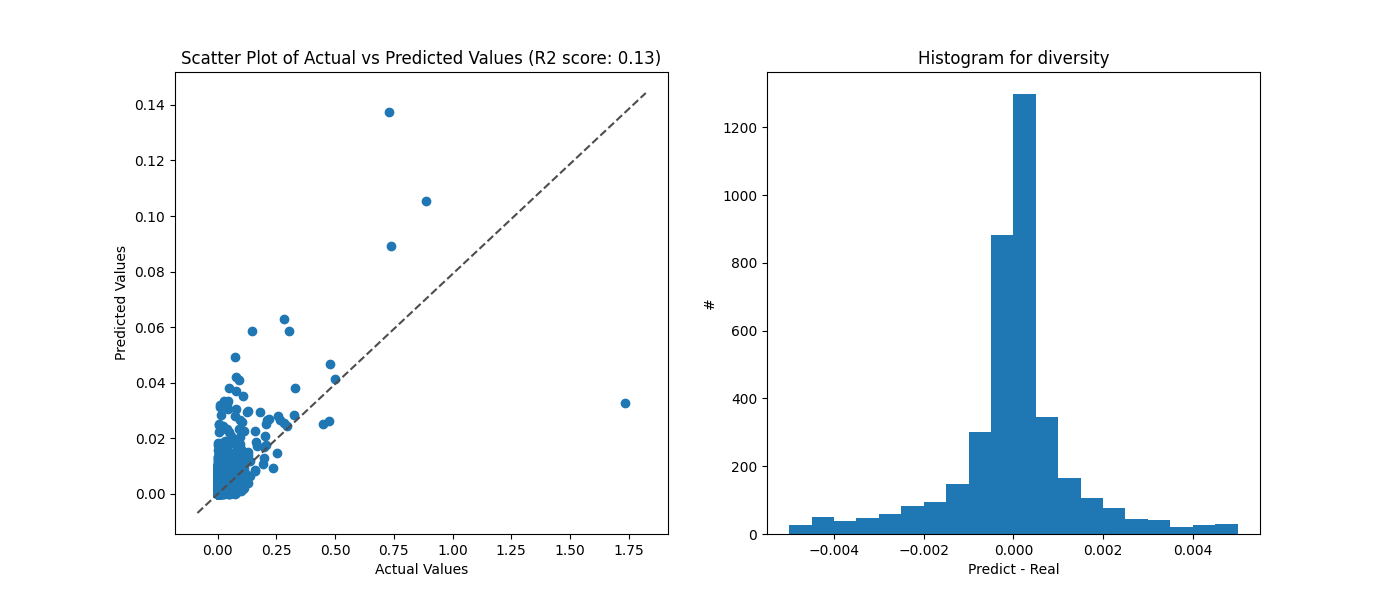 Scatter Plot of Actual vs Predicted Values (R2 score: 0.13)
Predicted Values
0.14
0.12
0.10
0.08
0.06
0.04
0.02
0.00
0.00 0.25 0.50 0.75 1.00 1.25 1.50 1.75
Actual Values
Histogram for diversity
#
1200
1000
800
600
400
200
0
−0.004 −0.002 0.000 0.002 0.004
Predict - Real